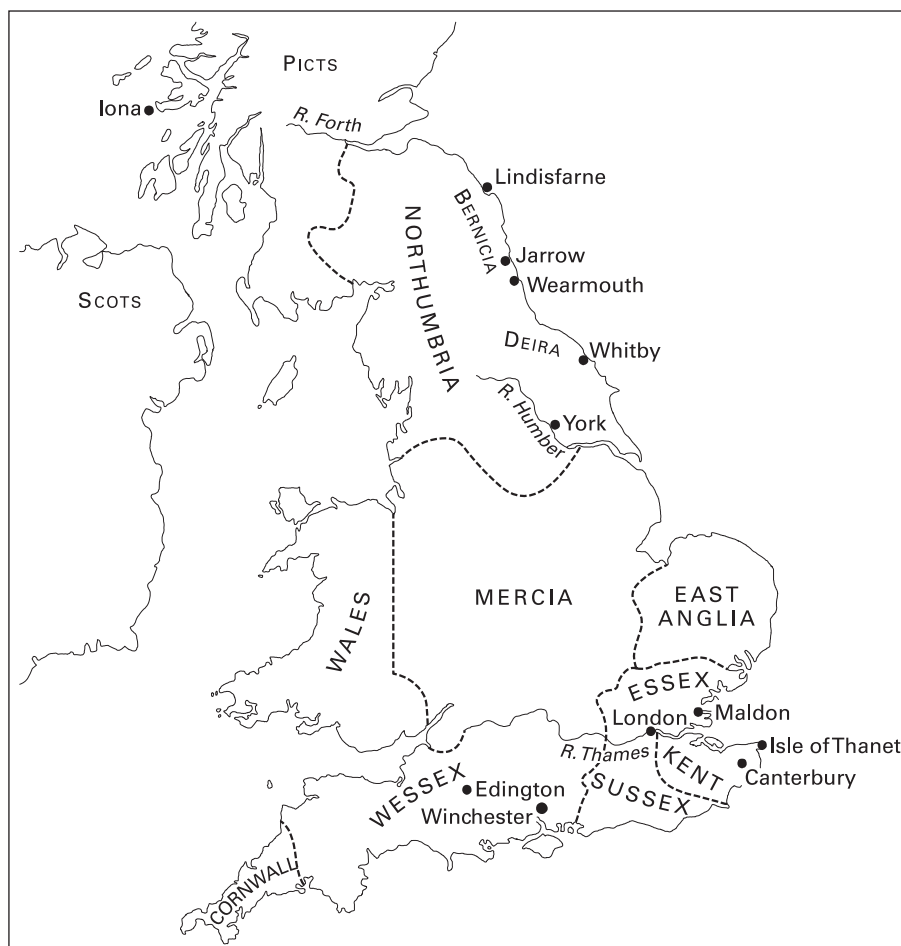 PICTS
Iona
R. Forth
Lindisfarne
BERNICIA
NORTHUMBRIA
Jarrow
Wearmouth
SCOTS
DEIRA
Whitby
R. Humber
York
MERCIA
EAST
ANGLIA
WALES
ESSEX
Maldon
London
Isle of Thanet
R. Thames
KENT
Canterbury
WESSEX
Edington
SUSSEX
Winchester
CORNWALL